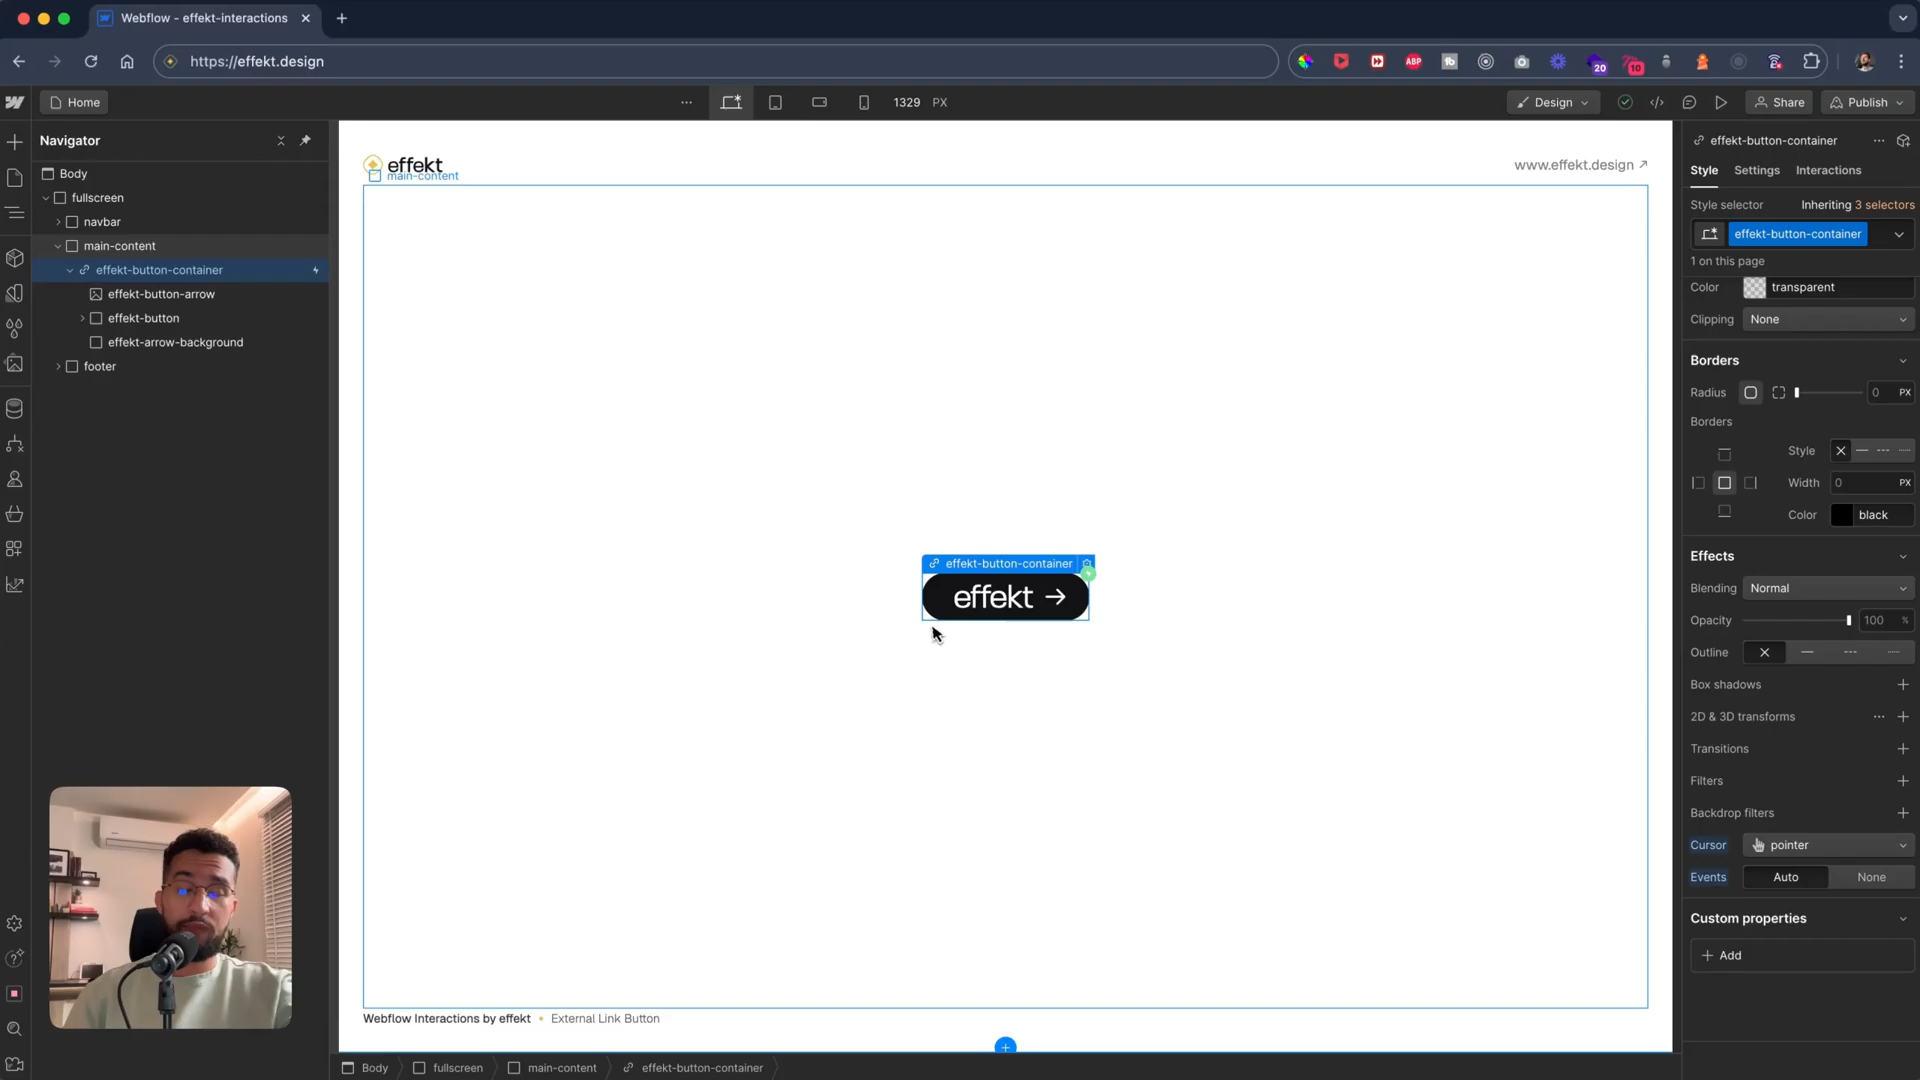 Webflow - effekt-interactions
https://effekt.design
ABP
tb
20
10
Home
1329 PX
Design
Share
Publish
Navigator
Body
fullscreen
navbar
main-content
effekt-button-container
effekt-button-arrow
effekt-button
effekt-arrow-background
footer
effekt
main-content
www.effekt.design ↗
effekt-button-container
effekt →
Webflow Interactions by effekt • External Link Button
Body
fullscreen
main-content
effekt-button-container
effekt-button-container
Style
Settings
Interactions
Style selector
Inheriting 3 selectors
effekt-button-container
1 on this page
Color
transparent
Clipping
None
Borders
Radius
0 PX
Borders
Style
Width
0 PX
Color
black
Effects
Blending
Normal
Opacity
100 %
Outline
Box shadows
2D & 3D transforms
Transitions
Filters
Backdrop filters
Cursor
pointer
Events
Auto
None
Custom properties
Add